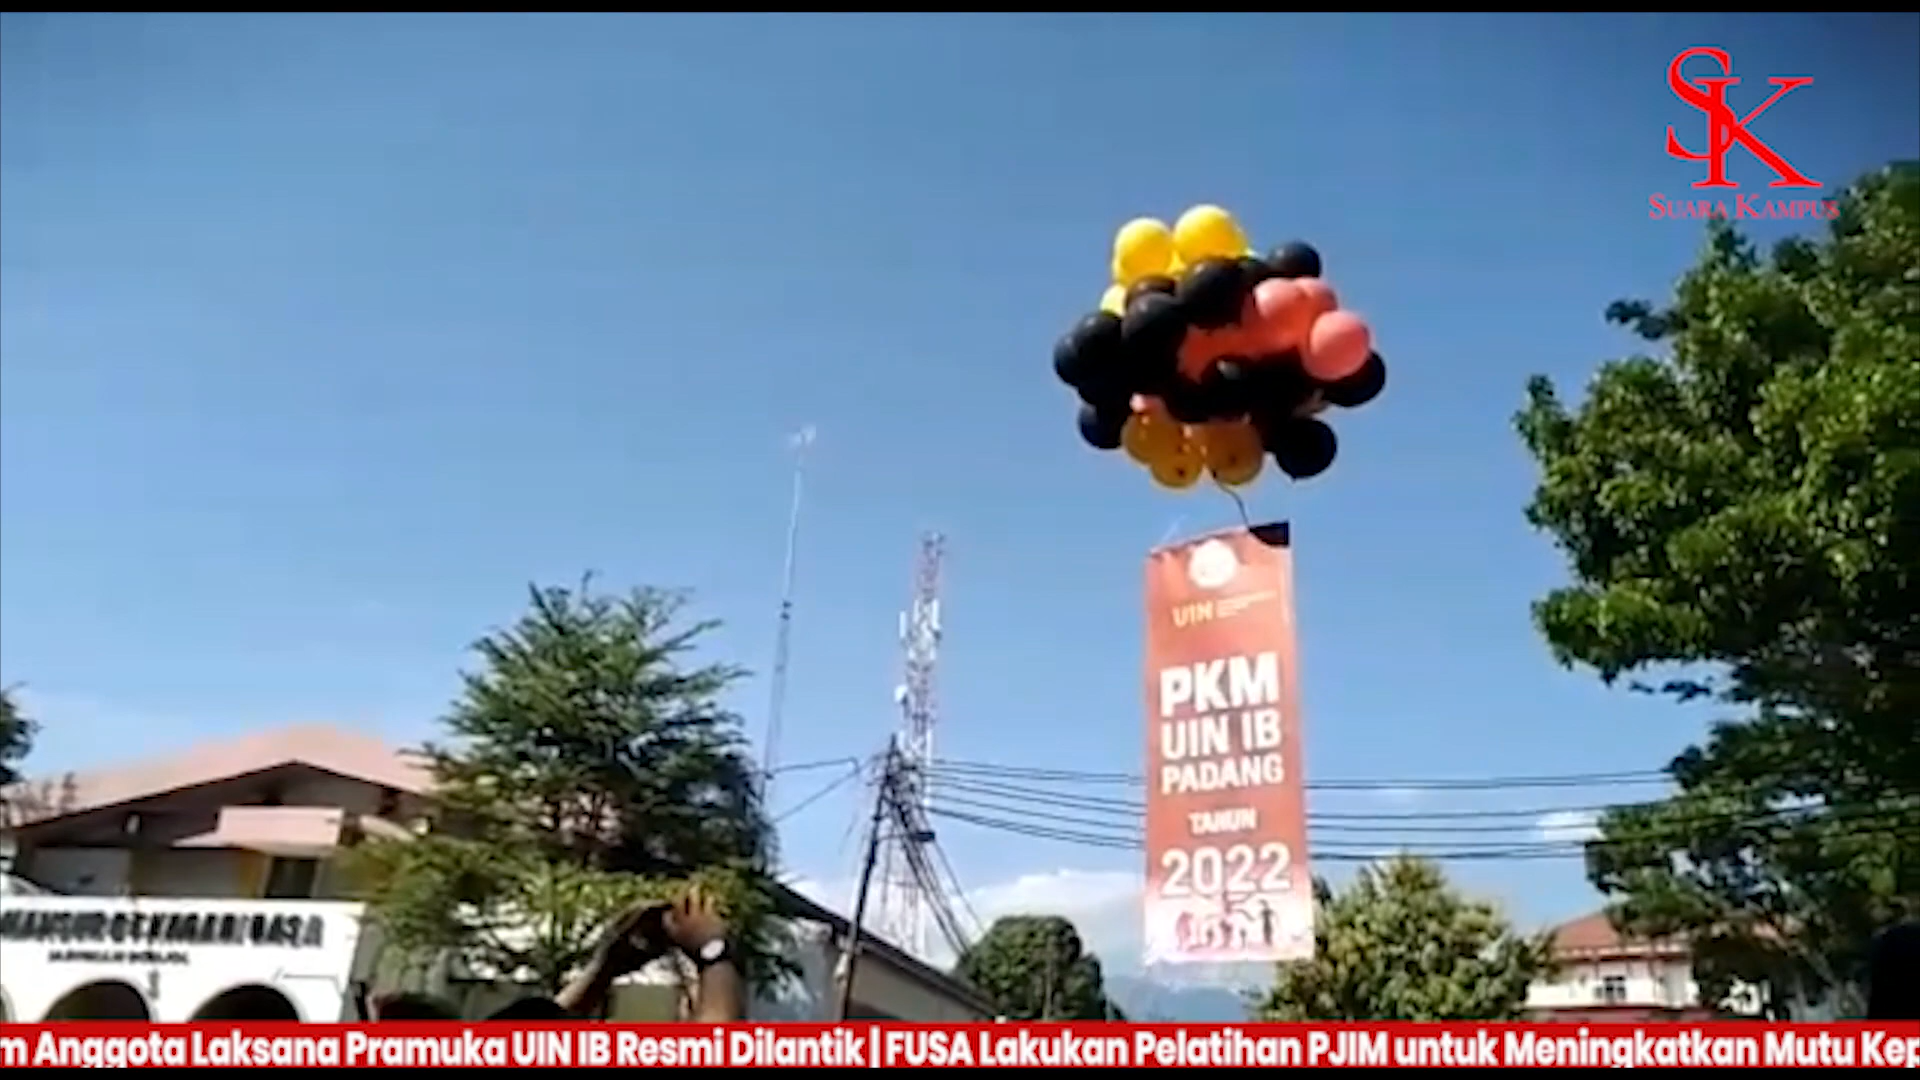 SK
SUARA KAMPUS
UIN
PKM
UIN IB
PADANG
TAHUN
2022
m Anggota Laksana Pramuka UIN IB Resmi Dilantik | FUSA Lakukan Pelatihan PJIM untuk Meningkatkan Mutu Kep